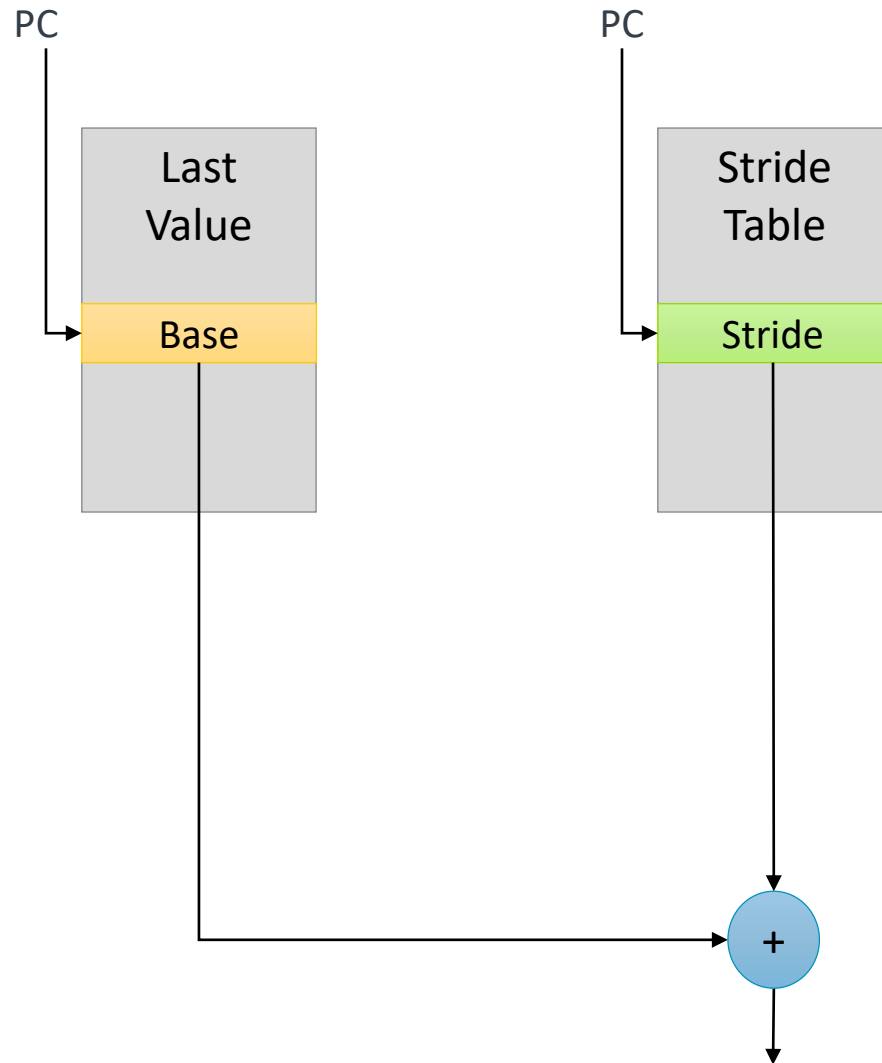 PC
PC
Last
Value
Stride
Table
Base
Stride
+